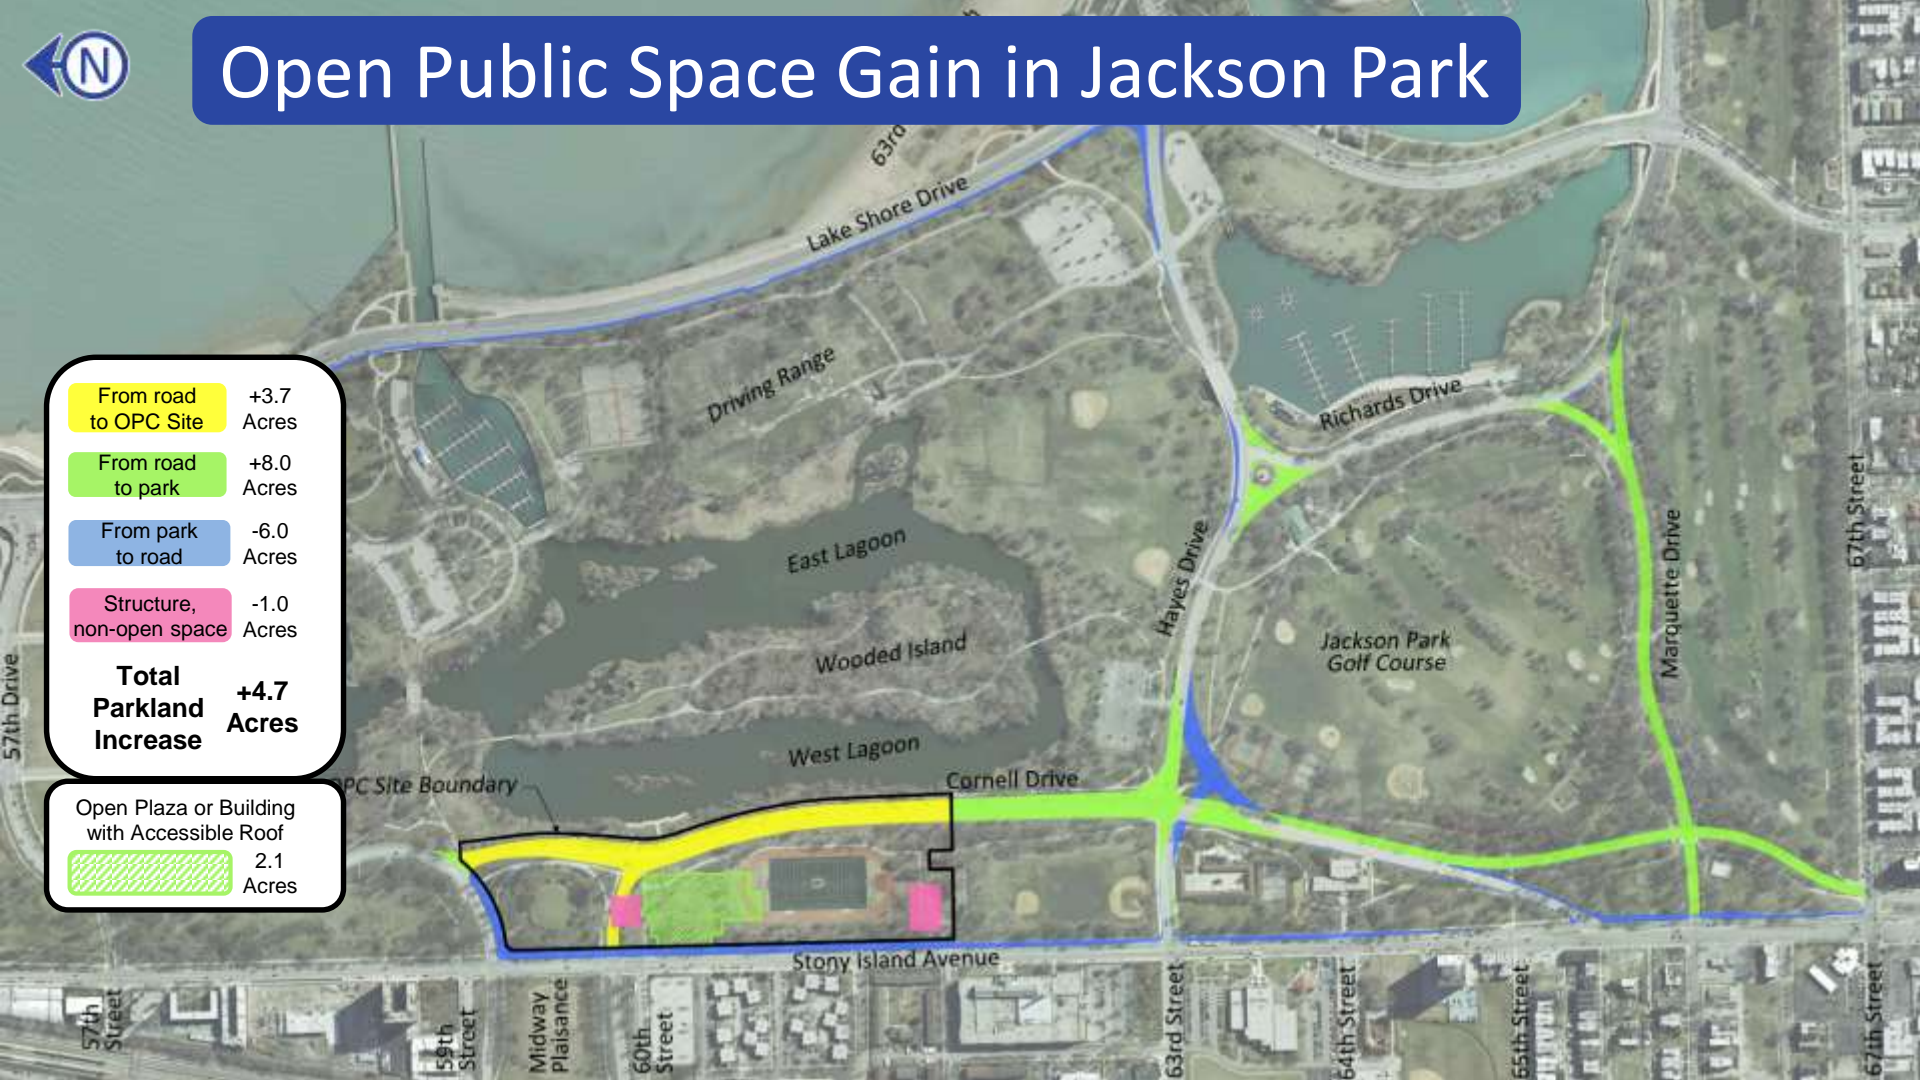 N
Open Public Space Gain in Jackson Park
63rd
Lake Shore Drive
Driving Range
Richards Drive
East Lagoon
Hayes Drive
Wooded Island
Jackson Park
Golf Course
Marquette Drive
67th Street
West Lagoon
Cornell Drive
57th Drive
From road
to OPC Site
+3.7
Acres
From road
to park
+8.0
Acres
From park
to road
-6.0
Acres
Structure,
non-open space
-1.0
Acres
Total
Parkland
Increase
+4.7
Acres
PC Site Boundary
Open Plaza or Building
with Accessible Roof
2.1
Acres
Stony Island Avenue
57th
Street
59th
Street
Midway
Plaisance
60th
Street
63rd Street
64th Street
65th Street
67th Street